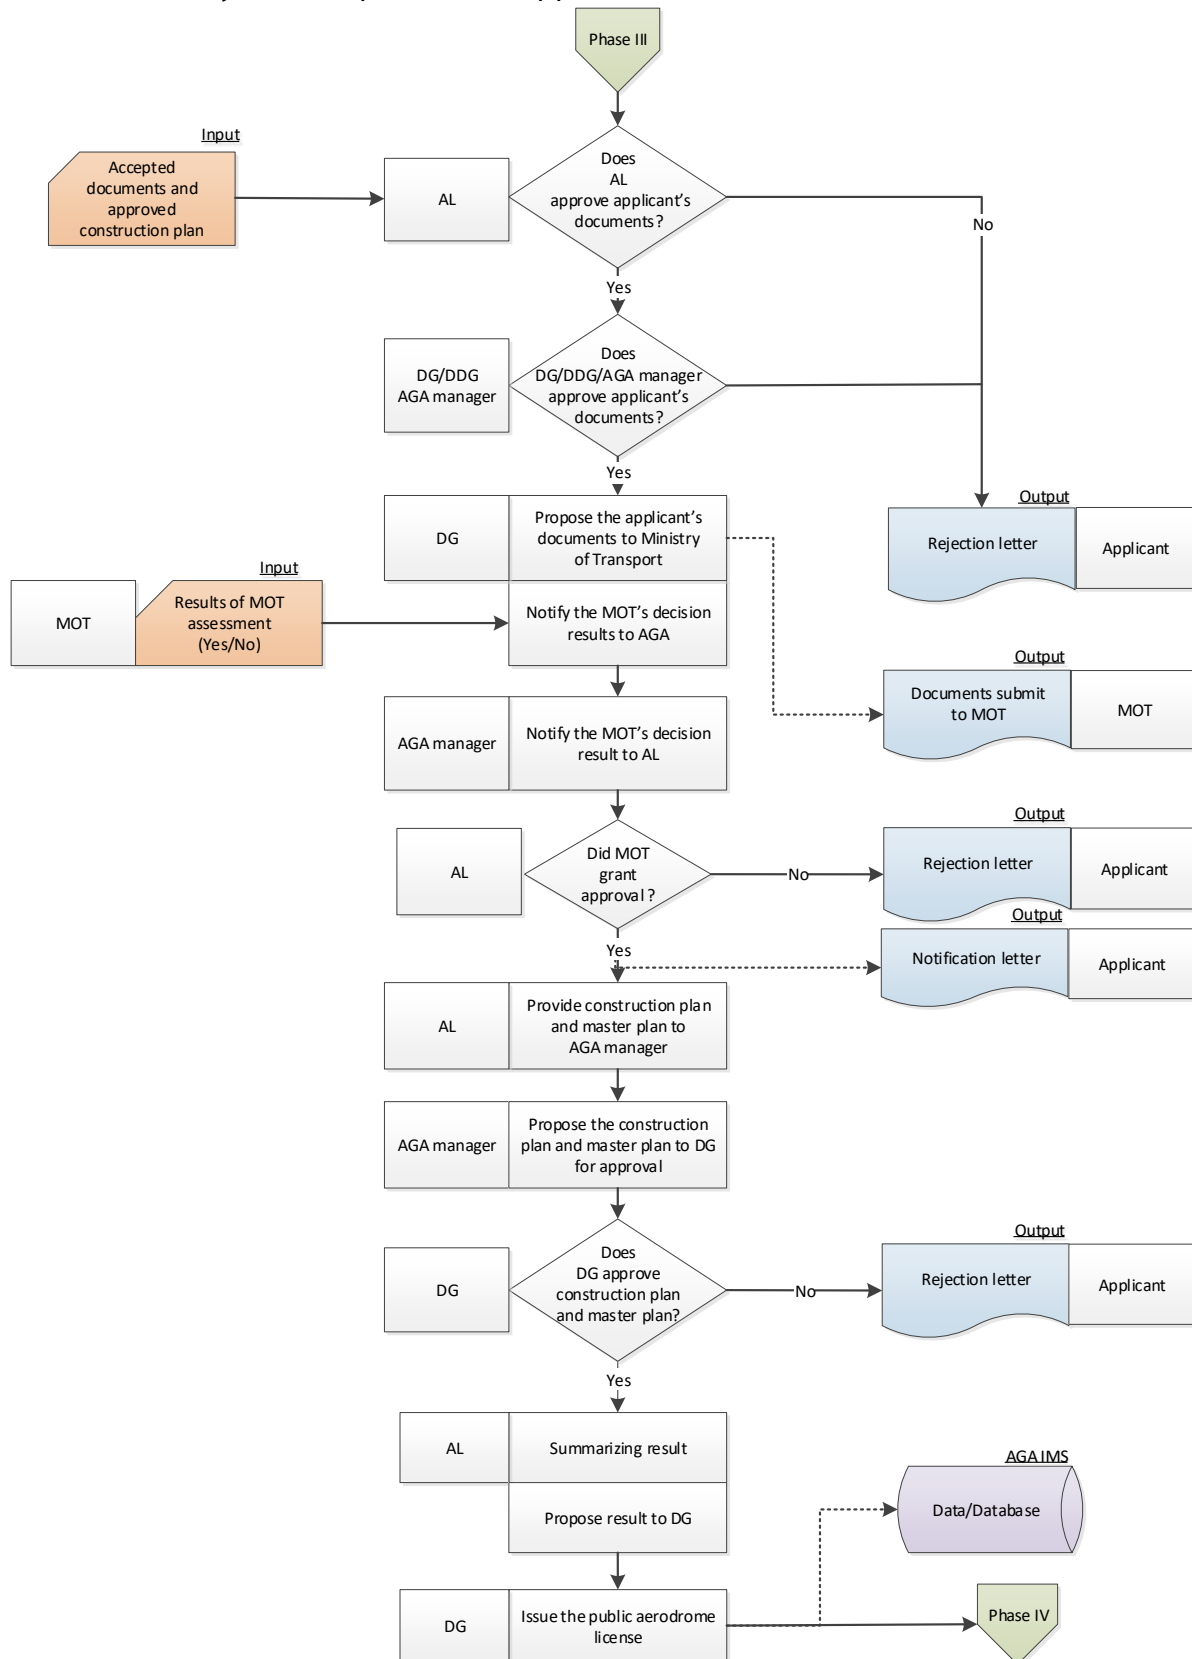 Phase III
Input
Accepted
documents and
approved
construction plan
AL
Does
AL
approve applicant's
documents?
No
Yes
DG/DDG
AGA manager
Does
DG/DDG/AGA manager
approve applicant's
documents?
Yes
Output
Rejection letter
Applicant
DG
Propose the applicant's
documents to Ministry
of Transport
Input
MOT
Results of MOT
assessment
(Yes/No)
Notify the MOT's decision
results to AGA
Output
Documents submit
to MOT
MOT
AGA manager
Notify the MOT's decision
result to AL
AL
Did MOT
grant
approval?
No
Output
Rejection letter
Applicant
Yes
Output
Notification letter
Applicant
AL
Provide construction plan
and master plan to
AGA manager
AGA manager
Propose the construction
plan and master plan to DG
for approval
DG
Does
DG approve
construction plan
and master plan?
No
Output
Rejection letter
Applicant
Yes
AL
Summarizing result
Propose result to DG
AGA IMS
Data/Database
DG
Issue the public aerodrome
license
Phase IV